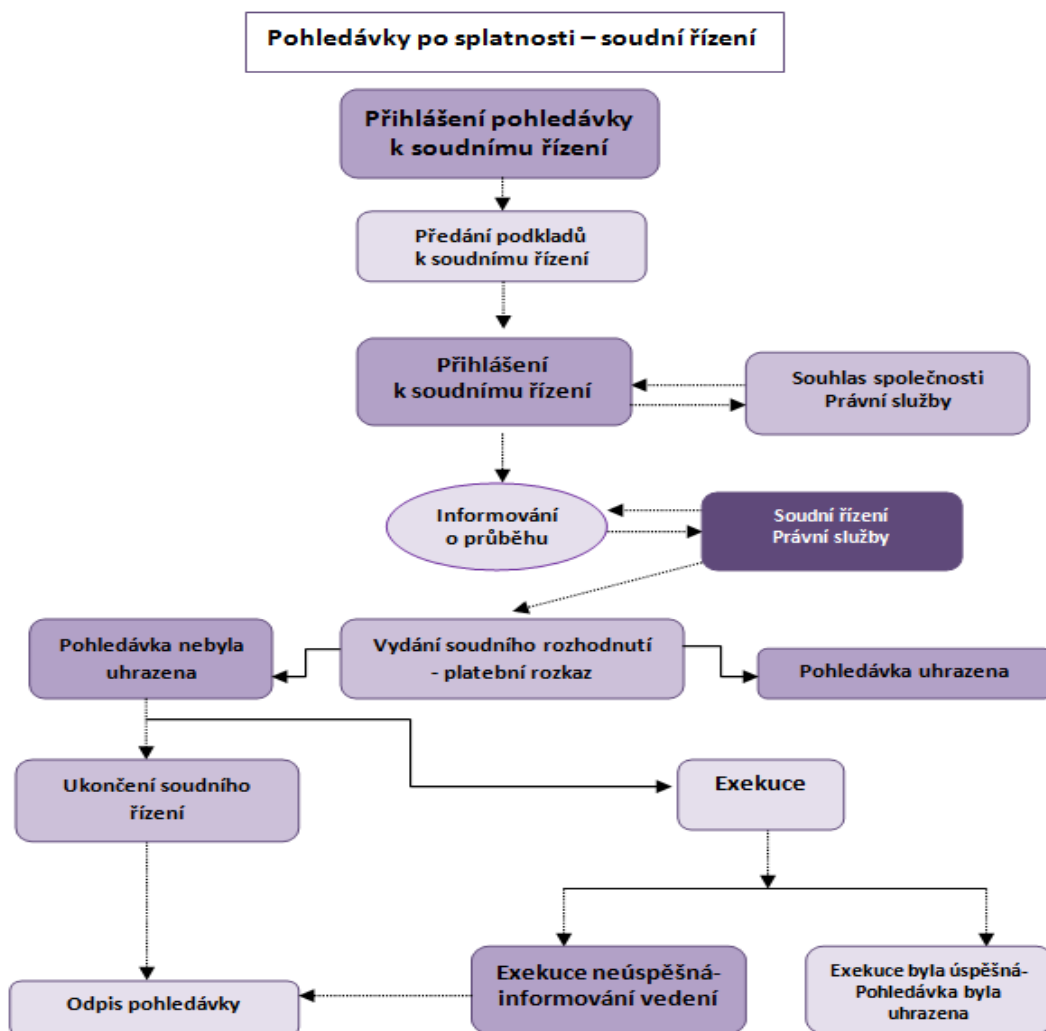 Pohledávky po splatnosti – soudní řízení
Přihlášení pohledávky
k soudnímu řízení
Předání podkladů
k soudnímu řízení
Přihlášení
k soudnímu řízení
Souhlas společnosti
Právní služby
Informování
o průběhu
Soudní řízení
Právní služby
Pohledávka nebyla
uhrazena
Vydání soudního rozhodnutí
- platební rozkaz
Pohledávka uhrazena
Ukončení soudního
řízení
Exekuce
Odpis pohledávky
Exekuce neúspěšná-
informování vedení
Exekuce byla úspěšná-
Pohledávka byla
uhrazena